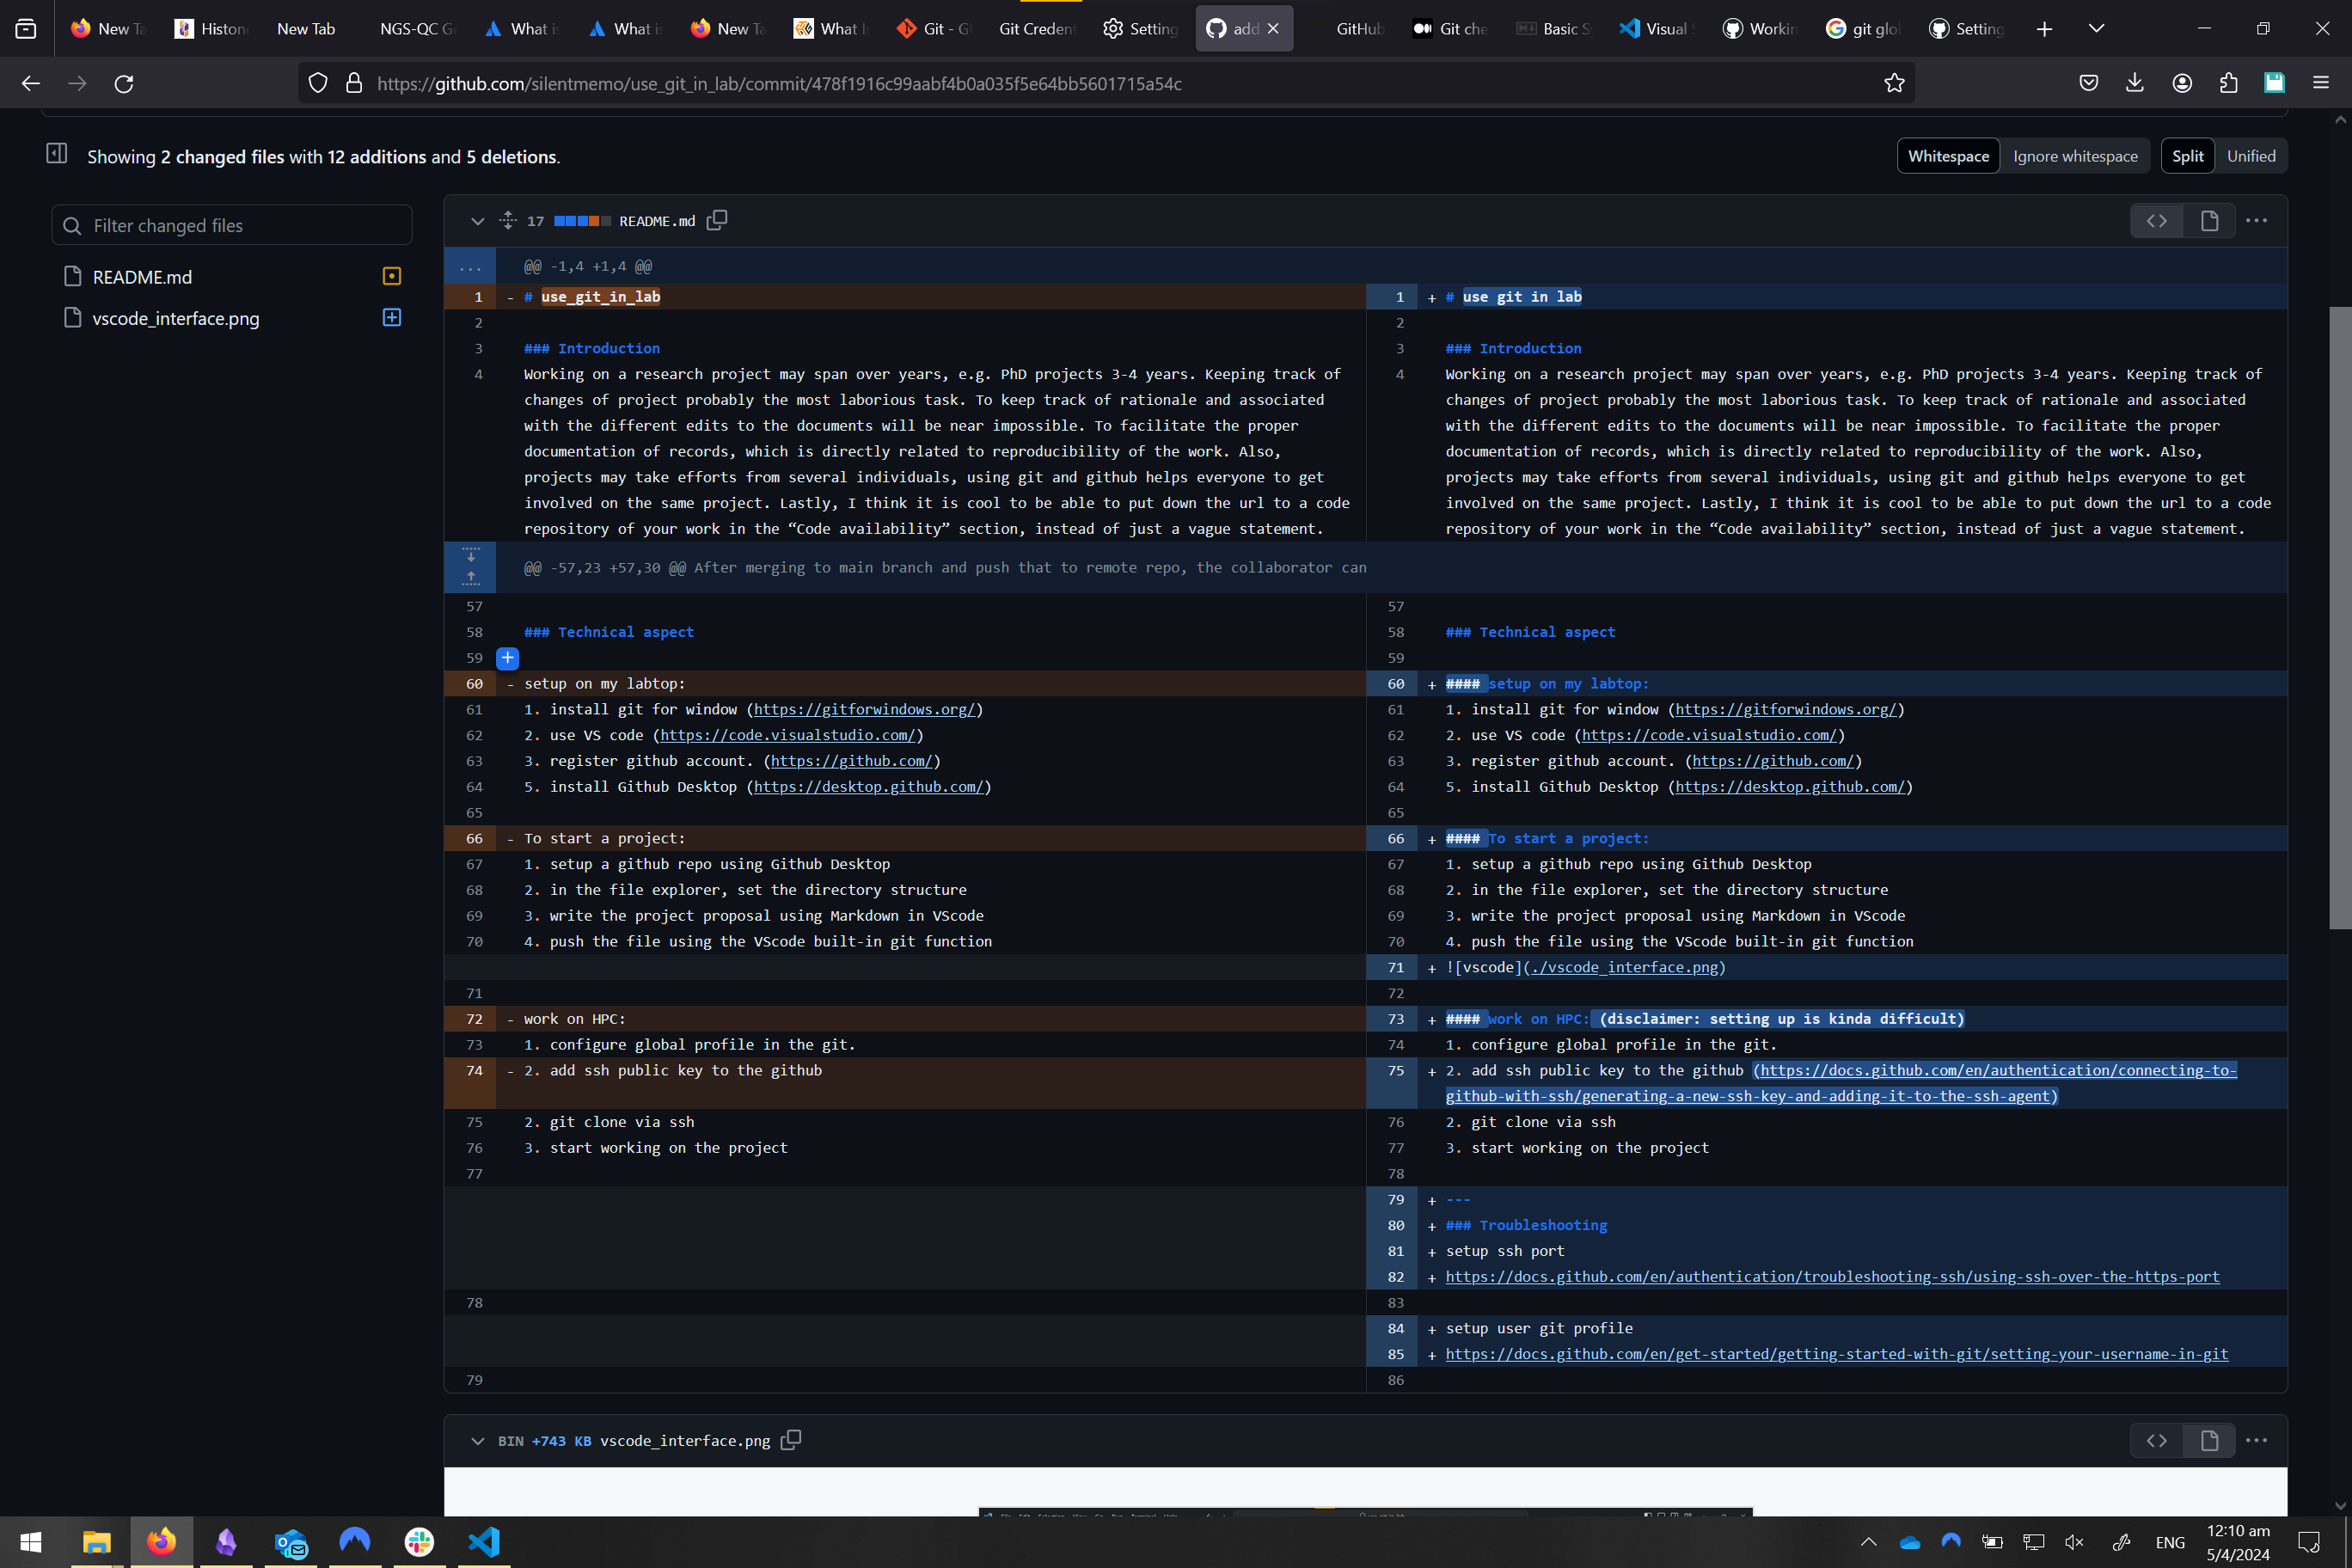 New Ta
Histon
New Tab
NGS-QC Ge
What is
What is
New Ta
What Is
Git - G
Git Creden
Setting
add
GitHub
Git che
Basic S
Visual S
Workin
git glo
Setting
https://github.com/silentmemo/use_git_in_lab/commit/478f1916c99aabf4b0a035f5e64bb5601715a54c
Showing 2 changed files with 12 additions and 5 deletions.
Whitespace Ignore whitespace Split Unified
Filter changed files
README.md
vscode_interface.png
17 README.md
... @@ -1,4 +1,4 @@
1 - # use_git_in_lab
2
3 ### Introduction
4 Working on a research project may span over years, e.g. PhD projects 3-4 years. Keeping track of
changes of project probably the most laborious task. To keep track of rationale and associated
with the different edits to the documents will be near impossible. To facilitate the proper
documentation of records, which is directly related to reproducibility of the work. Also,
projects may take efforts from several individuals, using git and github helps everyone to get
involved on the same project. Lastly, I think it is cool to be able to put down the url to a code
repository of your work in the “Code availability” section, instead of just a vague statement.
1 + # use git in lab
2
3 ### Introduction
4 Working on a research project may span over years, e.g. PhD projects 3-4 years. Keeping track of
changes of project probably the most laborious task. To keep track of rationale and associated
with the different edits to the documents will be near impossible. To facilitate the proper
documentation of records, which is directly related to reproducibility of the work. Also,
projects may take efforts from several individuals, using git and github helps everyone to get
involved on the same project. Lastly, I think it is cool to be able to put down the url to a code
repository of your work in the “Code availability” section, instead of just a vague statement.
@@ -57,23 +57,30 @@ After merging to main branch and push that to remote repo, the collaborator can
57
58 ### Technical aspect
59
60 - setup on my labtop:
61 1. install git for window (https://gitforwindows.org/)
62 2. use VS code (https://code.visualstudio.com/)
63 3. register github account. (https://github.com/)
64 5. install Github Desktop (https://desktop.github.com/)
65
66 - To start a project:
67 1. setup a github repo using Github Desktop
68 2. in the file explorer, set the directory structure
69 3. write the project proposal using Markdown in VScode
70 4. push the file using the VScode built-in git function
71
72 - work on HPC:
73 1. configure global profile in the git.
74 - 2. add ssh public key to the github
75 2. git clone via ssh
76 3. start working on the project
77
78
79
57
58 ### Technical aspect
59
60 + #### setup on my labtop:
61 1. install git for window (https://gitforwindows.org/)
62 2. use VS code (https://code.visualstudio.com/)
63 3. register github account. (https://github.com/)
64 5. install Github Desktop (https://desktop.github.com/)
65
66 + #### To start a project:
67 1. setup a github repo using Github Desktop
68 2. in the file explorer, set the directory structure
69 3. write the project proposal using Markdown in VScode
70 4. push the file using the VScode built-in git function
71 + ![vscode](./vscode_interface.png)
72
73 + #### work on HPC: (disclaimer: setting up is kinda difficult)
74 1. configure global profile in the git.
75 + 2. add ssh public key to the github (https://docs.github.com/en/authentication/connecting-to-
github-with-ssh/generating-a-new-ssh-key-and-adding-it-to-the-ssh-agent)
76 2. git clone via ssh
77 3. start working on the project
78
79 + ---
80 + ### Troubleshooting
81 + setup ssh port
82 + https://docs.github.com/en/authentication/troubleshooting-ssh/using-ssh-over-the-https-port
83
84 + setup user git profile
85 + https://docs.github.com/en/get-started/getting-started-with-git/setting-your-username-in-git
86
BIN +743 KB vscode_interface.png
ENG
12:10 am
5/4/2024